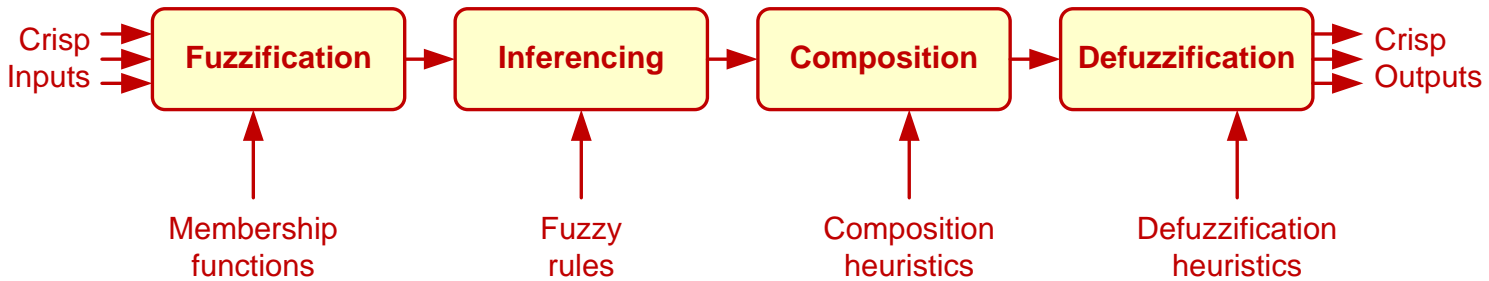 Crisp
Inputs
Fuzzification
Inferencing
Composition
Defuzzification
Crisp
Outputs
Membership
functions
Fuzzy
rules
Composition
heuristics
Defuzzification
heuristics